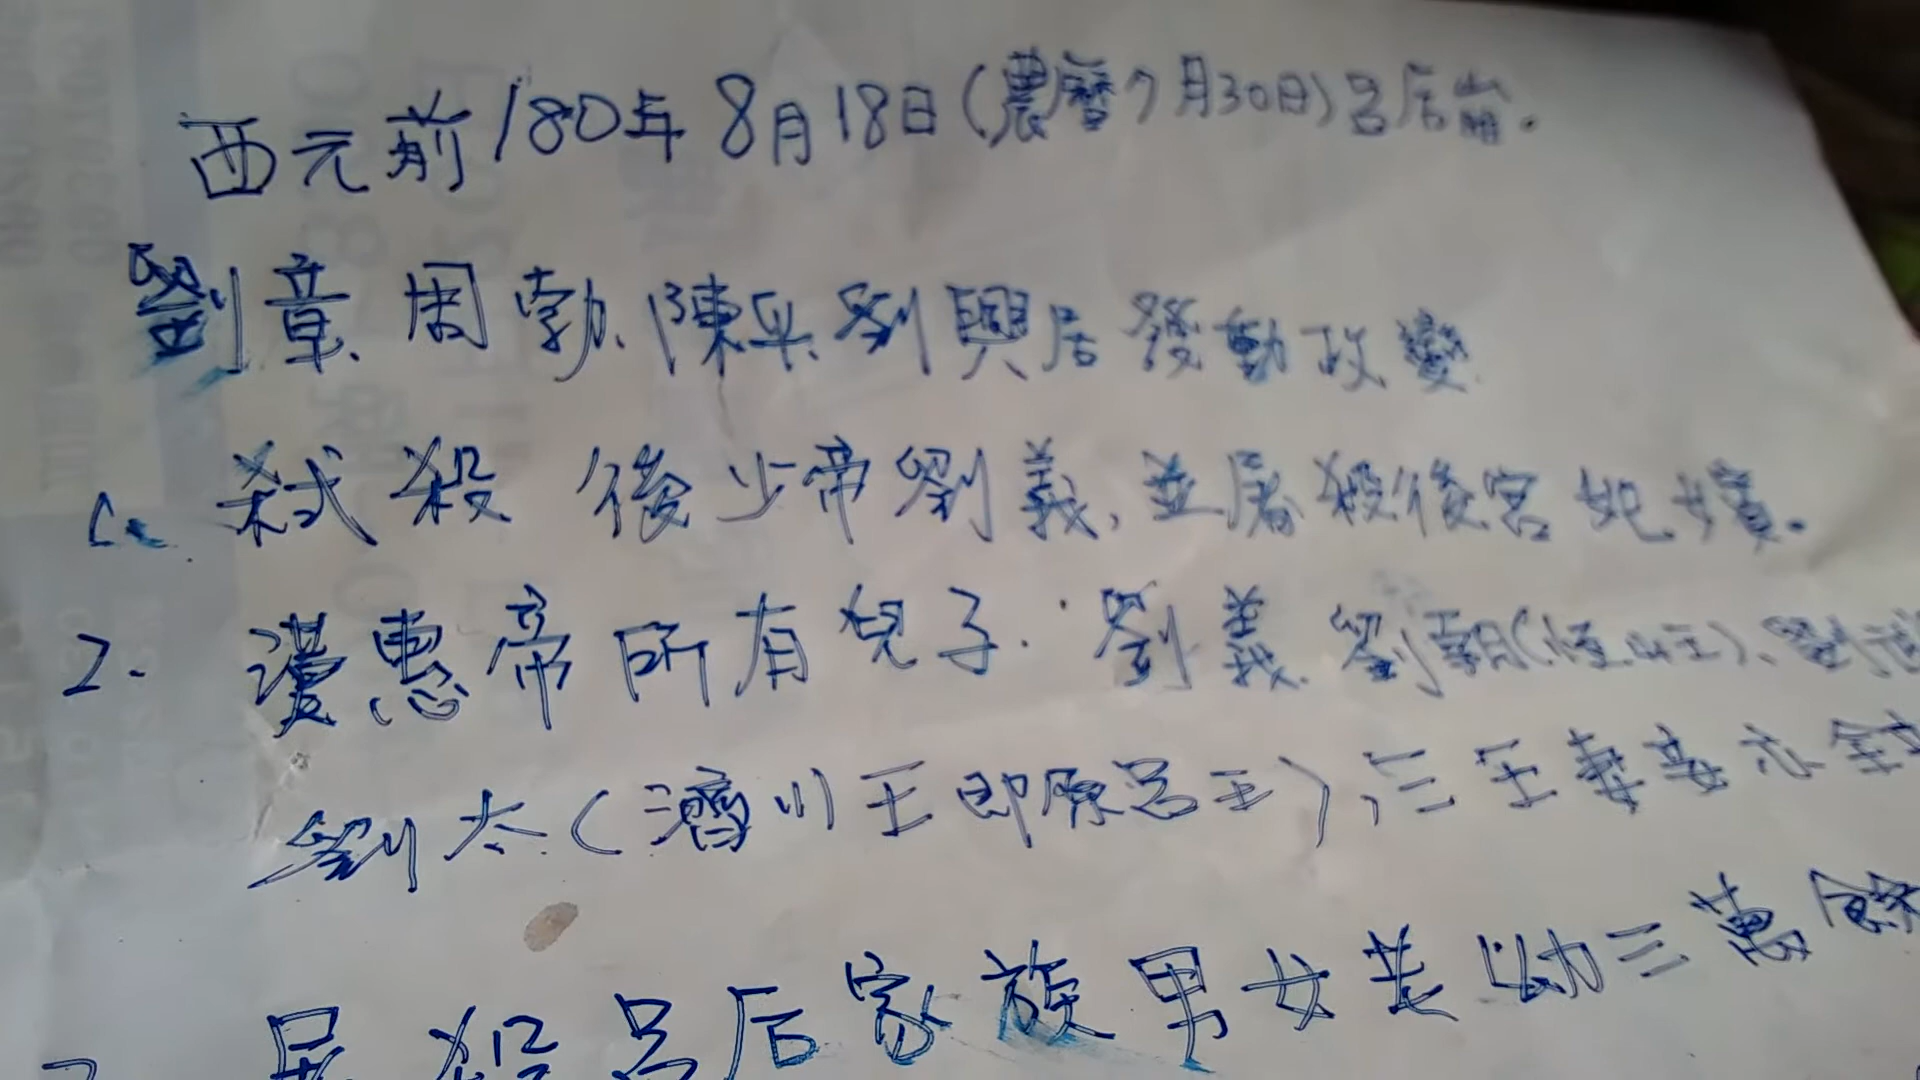 西元前180年8月18日(農曆7月30日)呂后崩.
劉章、周勃、陳平、劉興居發動政變
1. 弒殺後少帝劉義,並屠殺後宮妃嬪.
2. 漢惠帝所有兒子:劉義、劉朝(恆山王)、劉武
劉太(濟川王即原呂王),三王妻妾亦全
屠殺呂后家族男女老幼三萬餘